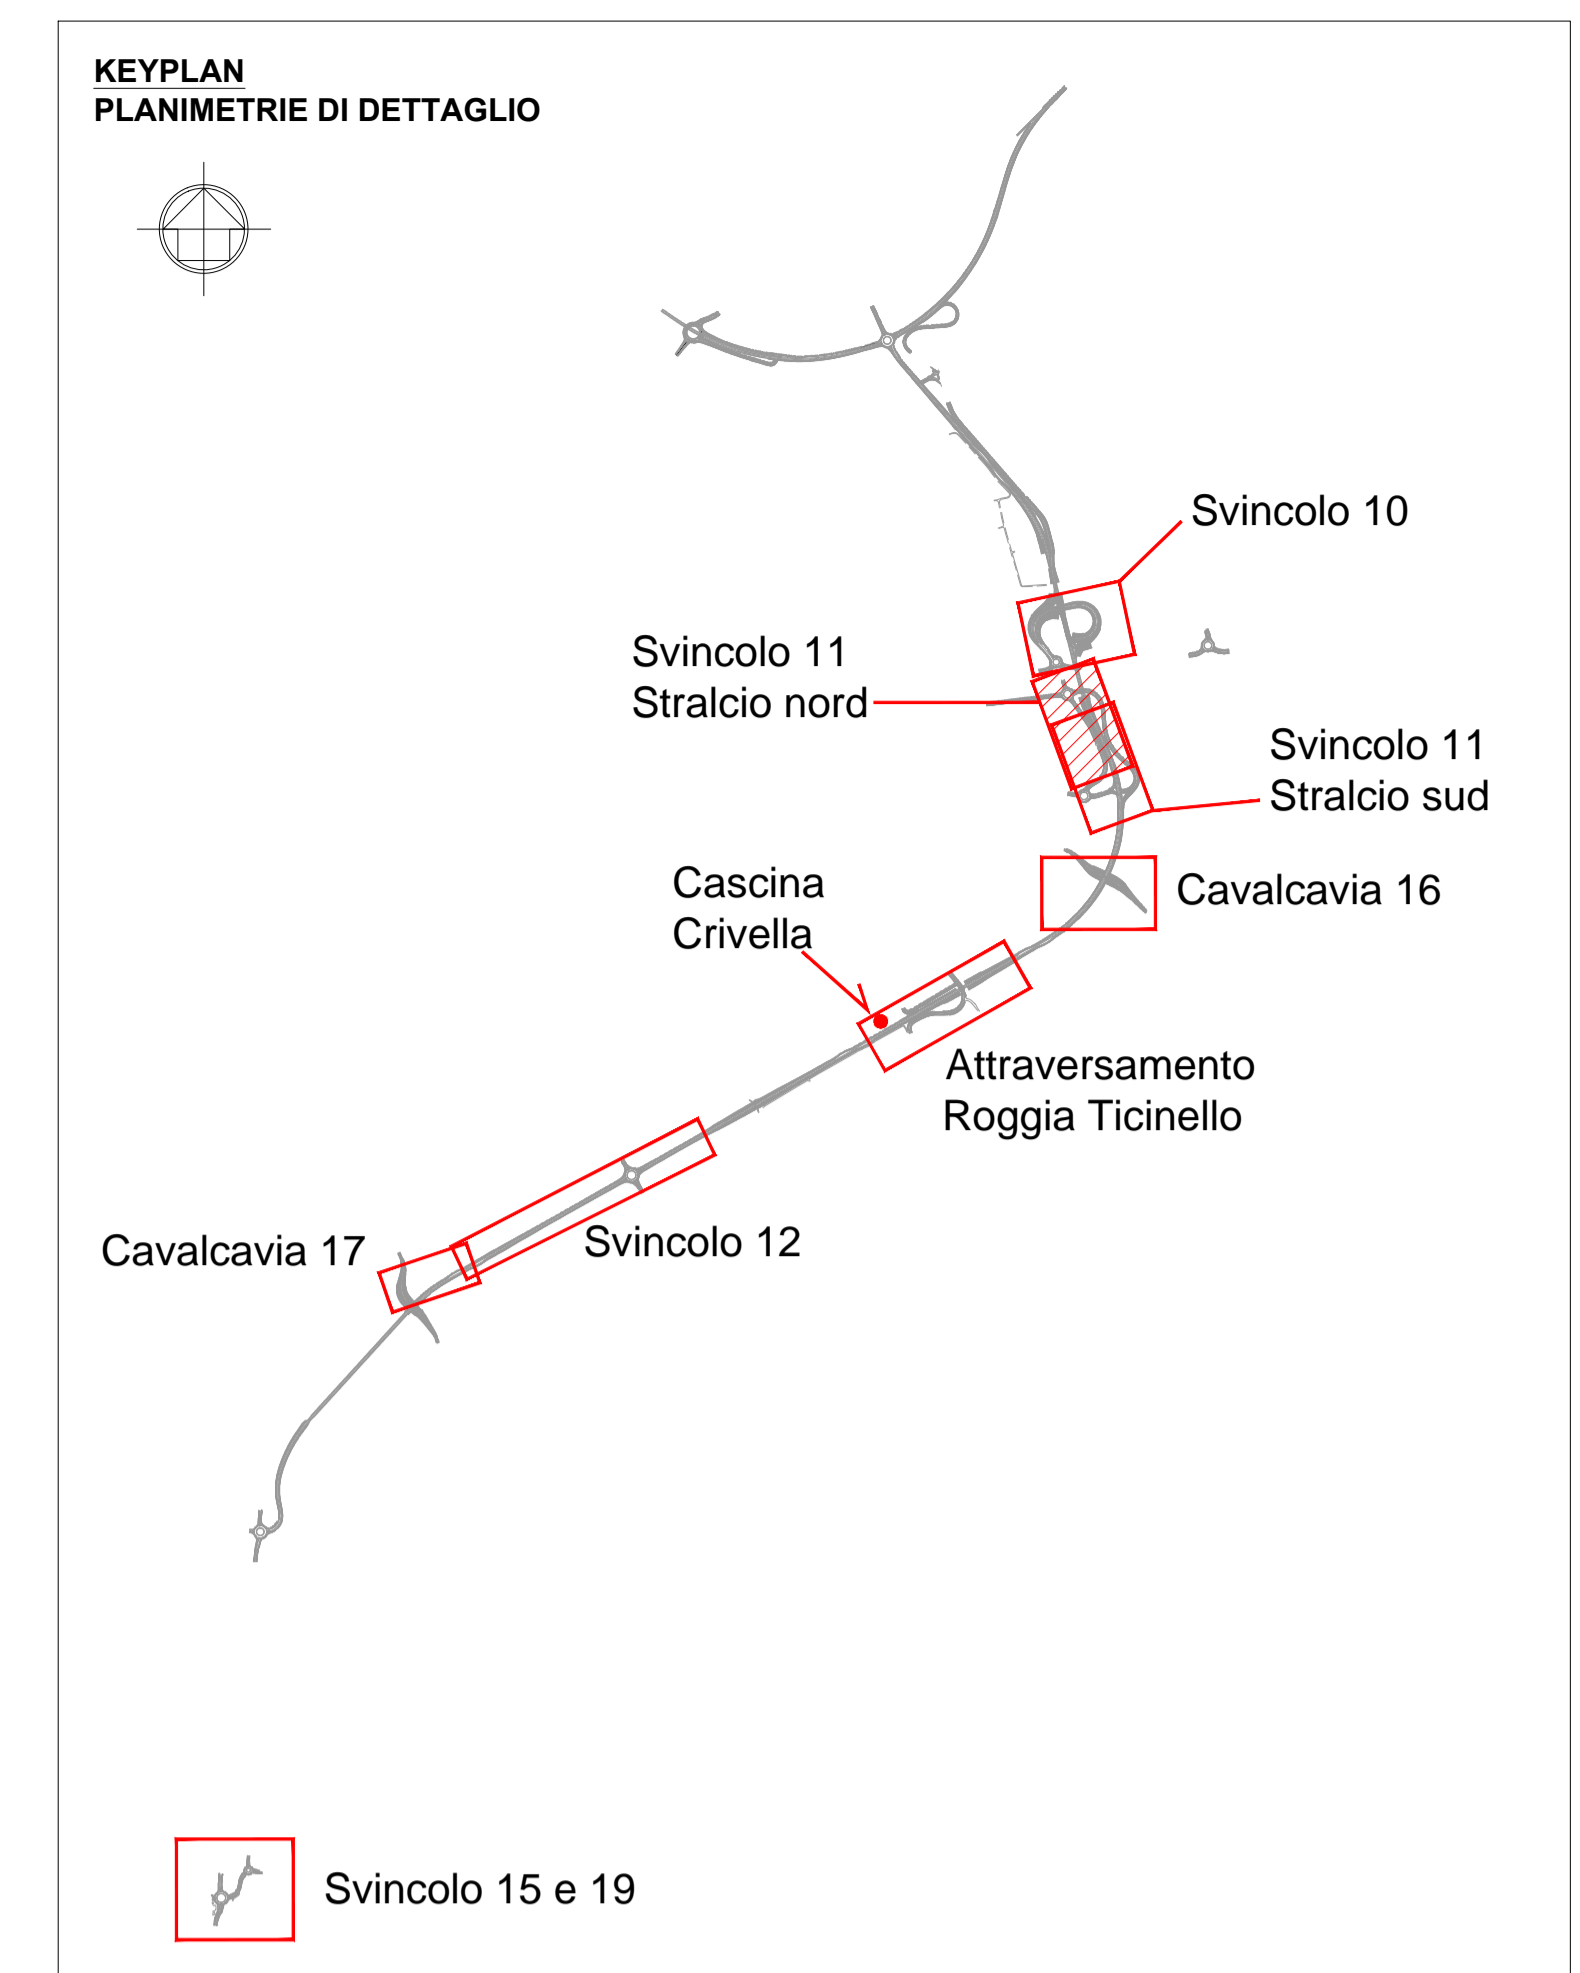 KEYPLAN
PLANIMETRIE DI DETTAGLIO
Svincolo 10
Svincolo 11
Stralcio nord
Svincolo 11
Stralcio sud
Cascina
Crivella
Cavalcavia 16
Attraversamento
Roggia Ticinello
Svincolo 12
Cavalcavia 17
Svincolo 15 e 19